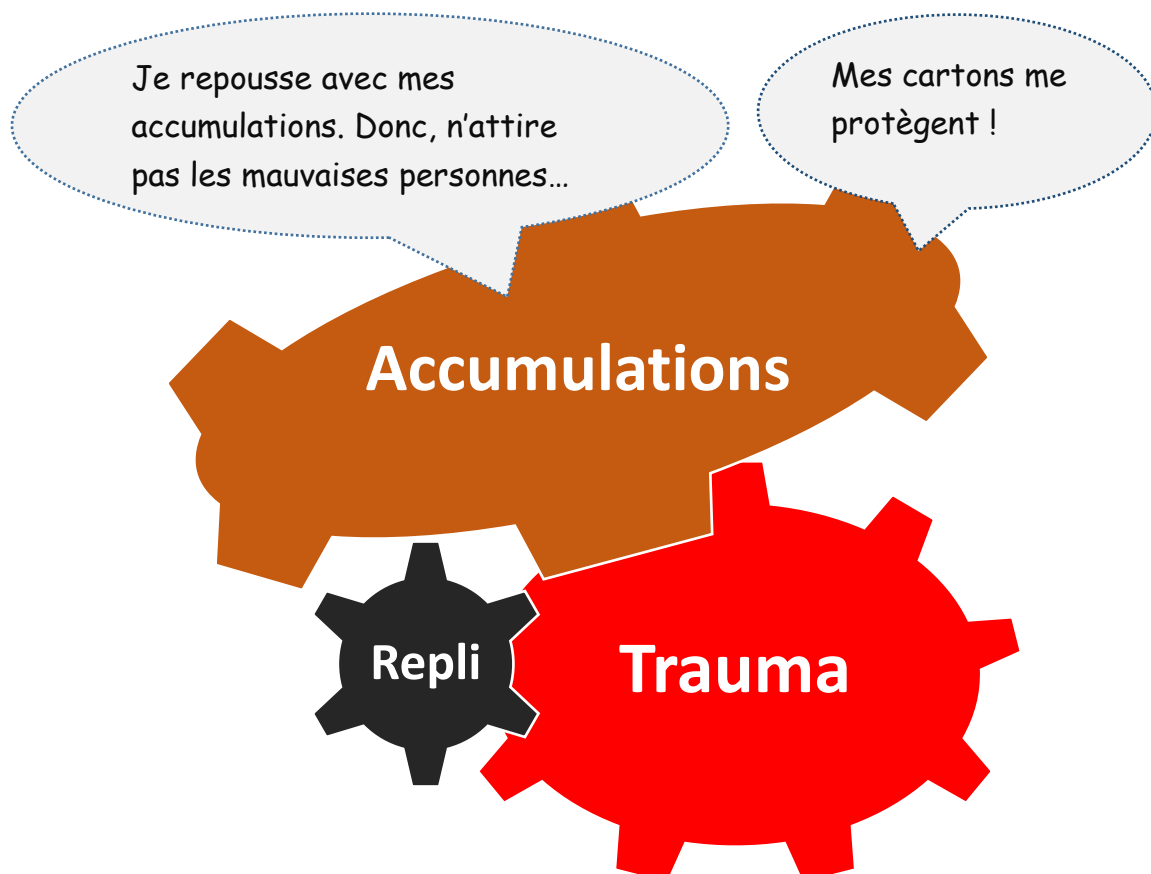 Je repousse avec mes
accumulations. Donc, n’attire
pas les mauvaises personnes…
Mes cartons me
protègent !
Accumulations
Repli
Trauma